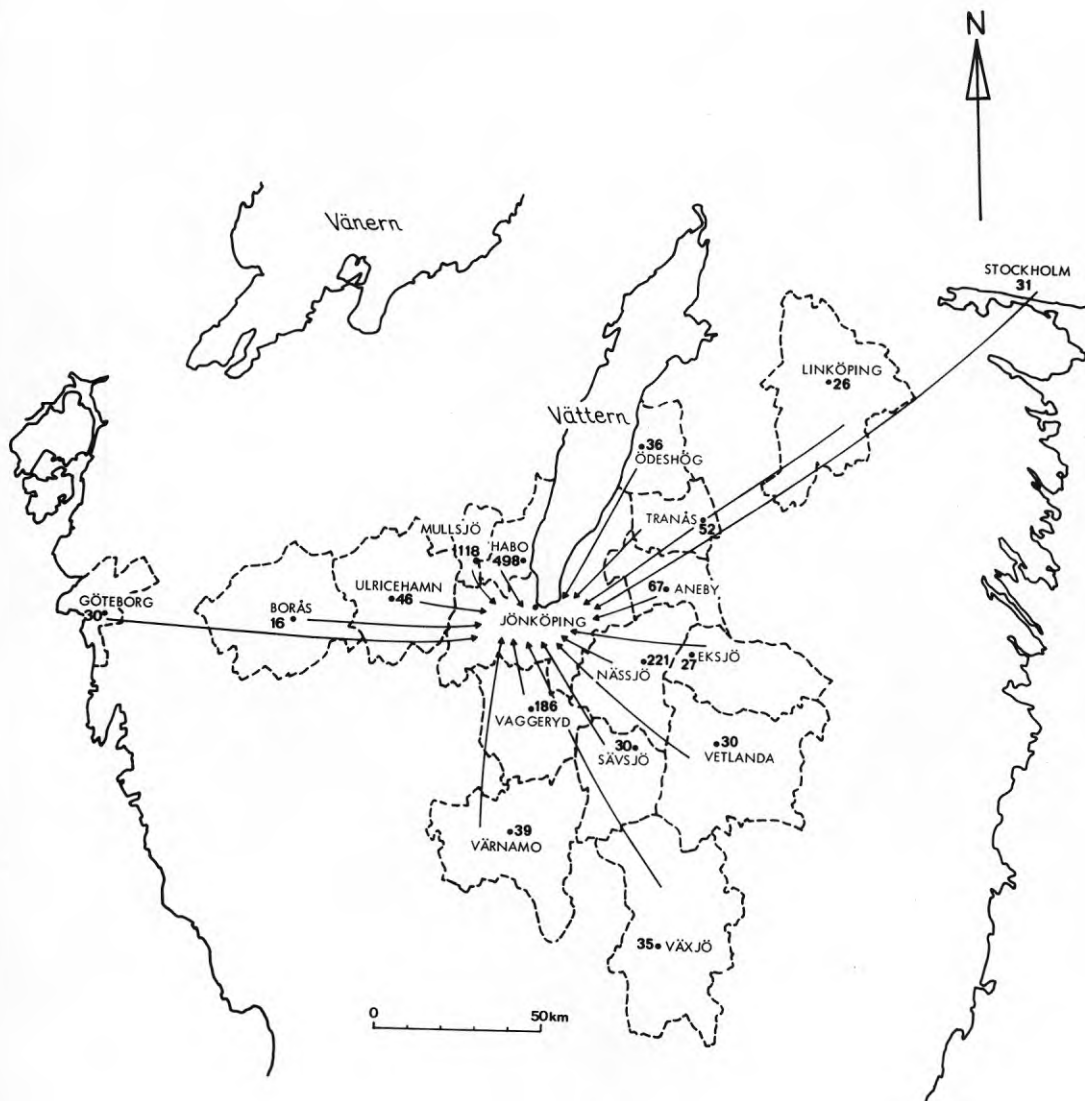 N
Vänern
STOCKHOLM
31
LINKÖPING
26
Vättern
36
ÖDESHÖG
MULLSJÖ
118
HABO
498
TRANÅS
52
ULRICEHAMN
46
67 ANEBY
GÖTEBORG
30
BORÅS
16
JÖNKÖPING
EKSJÖ
27
221
NÄSSJÖ
186
VAGGERYD
30
SÄVSJÖ
30
VETLANDA
39
VÄRNAMO
35 VÄXJÖ
0 50km